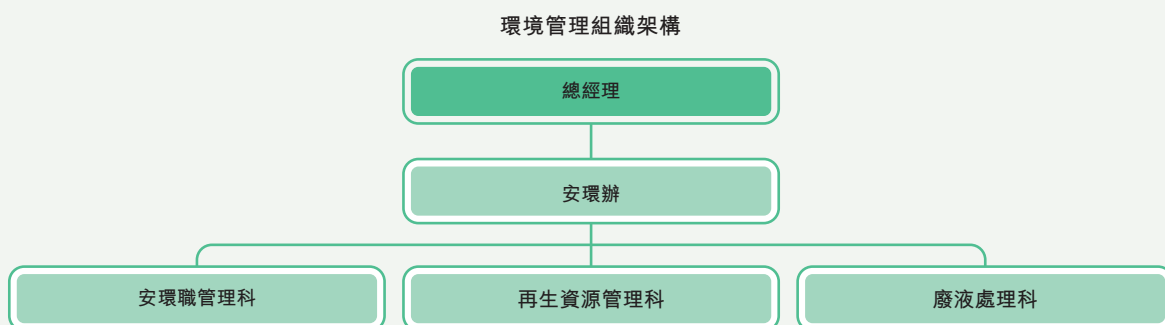 環境管理組織架構
總經理
安環辦
安環職管理科
再生資源管理科
廢液處理科